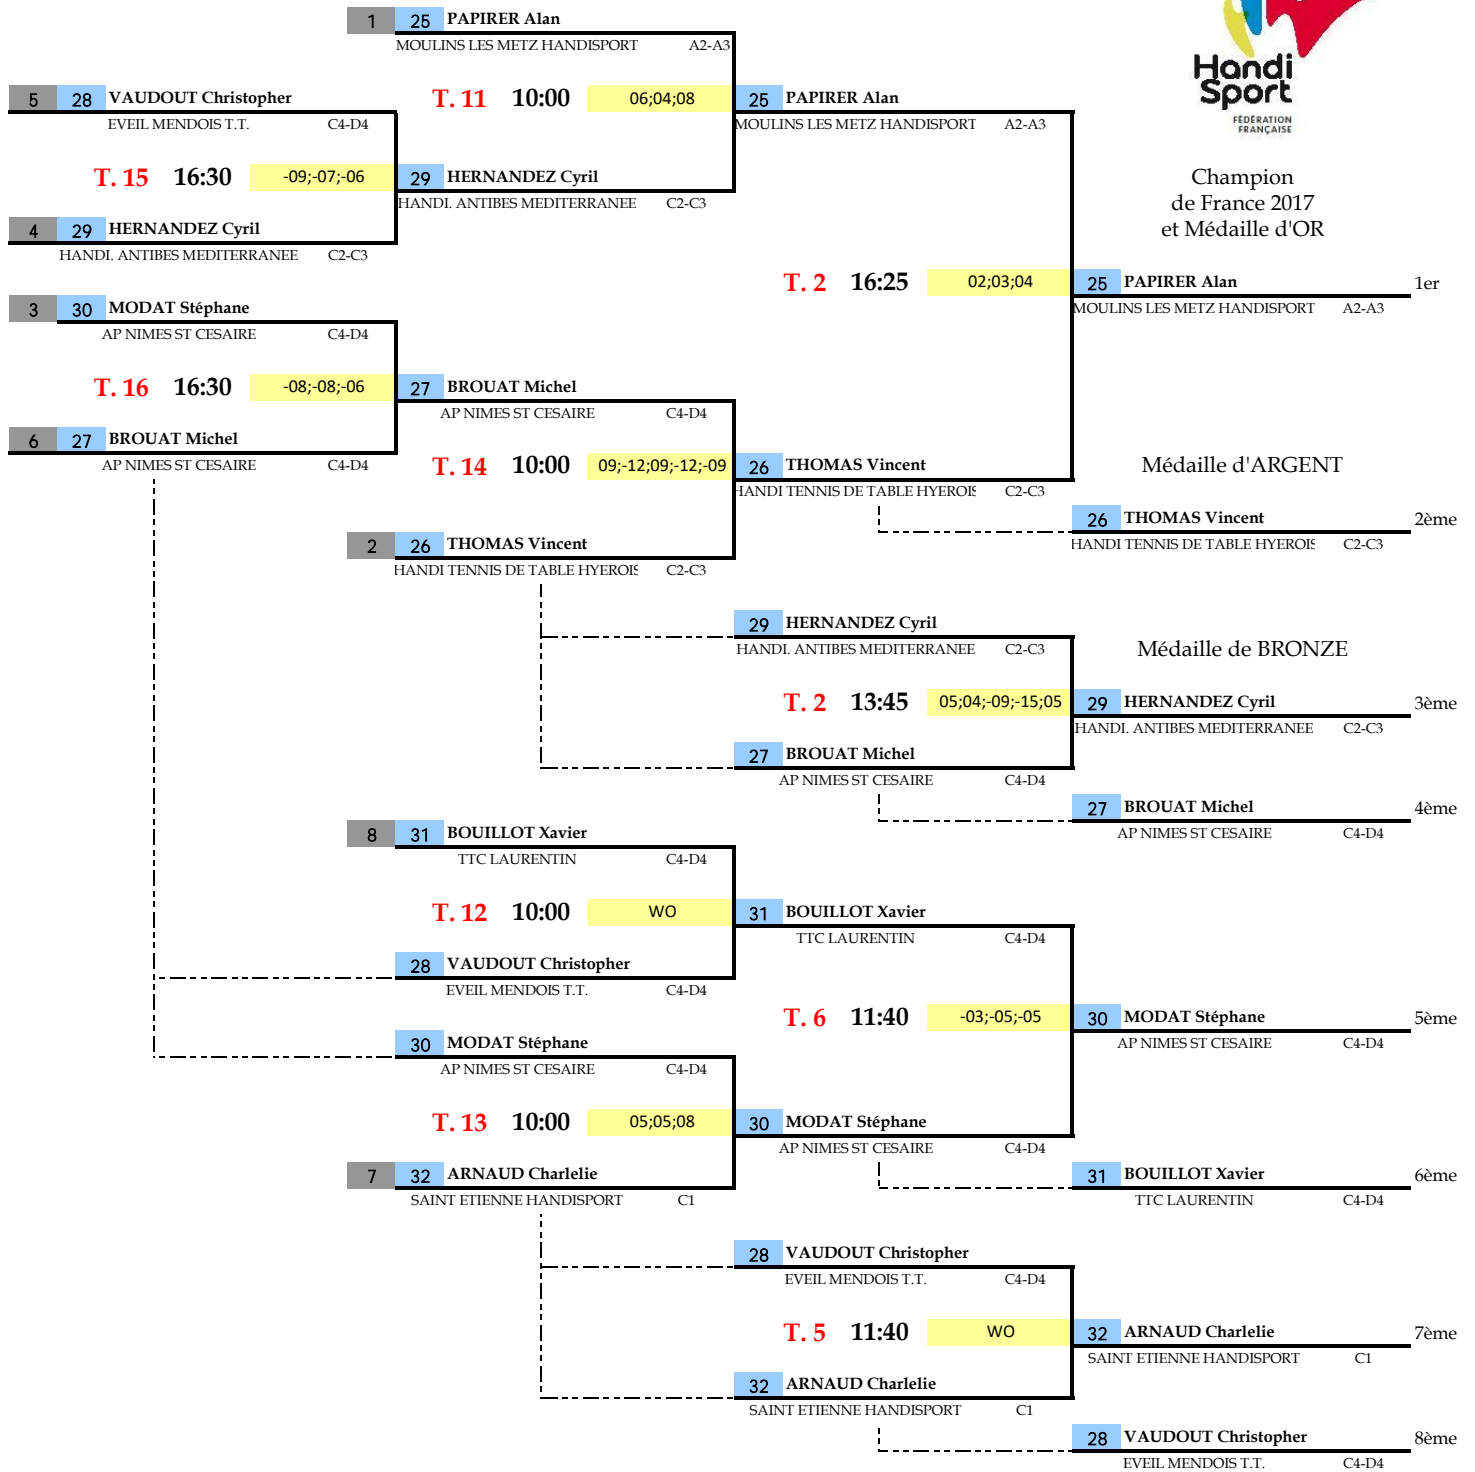 1 25 PAPIRER Alan
MOULINS LES METZ HANDISPORT A2-A3
Handi
Sport
FÉDÉRATION
FRANÇAISE
5 28 VAUDOUT Christopher
EVEIL MENDOIS T.T. C4-D4
T. 11 10:00 06;04;08
25 PAPIRER Alan
MOULINS LES METZ HANDISPORT A2-A3
T. 15 16:30 -09;-07;-06
29 HERNANDEZ Cyril
HANDI. ANTIBES MEDITERRANEE C2-C3
Champion
de France 2017
et Médaille d'OR
4 29 HERNANDEZ Cyril
HANDI. ANTIBES MEDITERRANEE C2-C3
T. 2 16:25 02;03;04
25 PAPIRER Alan 1er
MOULINS LES METZ HANDISPORT A2-A3
3 30 MODAT Stéphane
AP NIMES ST CESAIRE C4-D4
T. 16 16:30 -08;-08;-06
27 BROUAT Michel
AP NIMES ST CESAIRE C4-D4
6 27 BROUAT Michel
AP NIMES ST CESAIRE C4-D4
T. 14 10:00 09;-12;09;-12;-09
26 THOMAS Vincent
HANDI TENNIS DE TABLE HYEROIS C2-C3
Médaille d'ARGENT
26 THOMAS Vincent 2ème
HANDI TENNIS DE TABLE HYEROIS C2-C3
2 26 THOMAS Vincent
HANDI TENNIS DE TABLE HYEROIS C2-C3
29 HERNANDEZ Cyril
HANDI. ANTIBES MEDITERRANEE C2-C3
Médaille de BRONZE
T. 2 13:45 05;04;-09;-15;05
29 HERNANDEZ Cyril 3ème
HANDI. ANTIBES MEDITERRANEE C2-C3
27 BROUAT Michel
AP NIMES ST CESAIRE C4-D4
27 BROUAT Michel 4ème
AP NIMES ST CESAIRE C4-D4
8 31 BOUILLOT Xavier
TTC LAURENTIN C4-D4
T. 12 10:00 WO
31 BOUILLOT Xavier
TTC LAURENTIN C4-D4
28 VAUDOUT Christopher
EVEIL MENDOIS T.T. C4-D4
T. 6 11:40 -03;-05;-05
30 MODAT Stéphane 5ème
AP NIMES ST CESAIRE C4-D4
30 MODAT Stéphane
AP NIMES ST CESAIRE C4-D4
T. 13 10:00 05;05;08
30 MODAT Stéphane
AP NIMES ST CESAIRE C4-D4
7 32 ARNAUD Charlelie
SAINT ETIENNE HANDISPORT C1
31 BOUILLOT Xavier 6ème
TTC LAURENTIN C4-D4
28 VAUDOUT Christopher
EVEIL MENDOIS T.T. C4-D4
T. 5 11:40 WO
32 ARNAUD Charlelie 7ème
SAINT ETIENNE HANDISPORT C1
32 ARNAUD Charlelie
SAINT ETIENNE HANDISPORT C1
28 VAUDOUT Christopher 8ème
EVEIL MENDOIS T.T. C4-D4